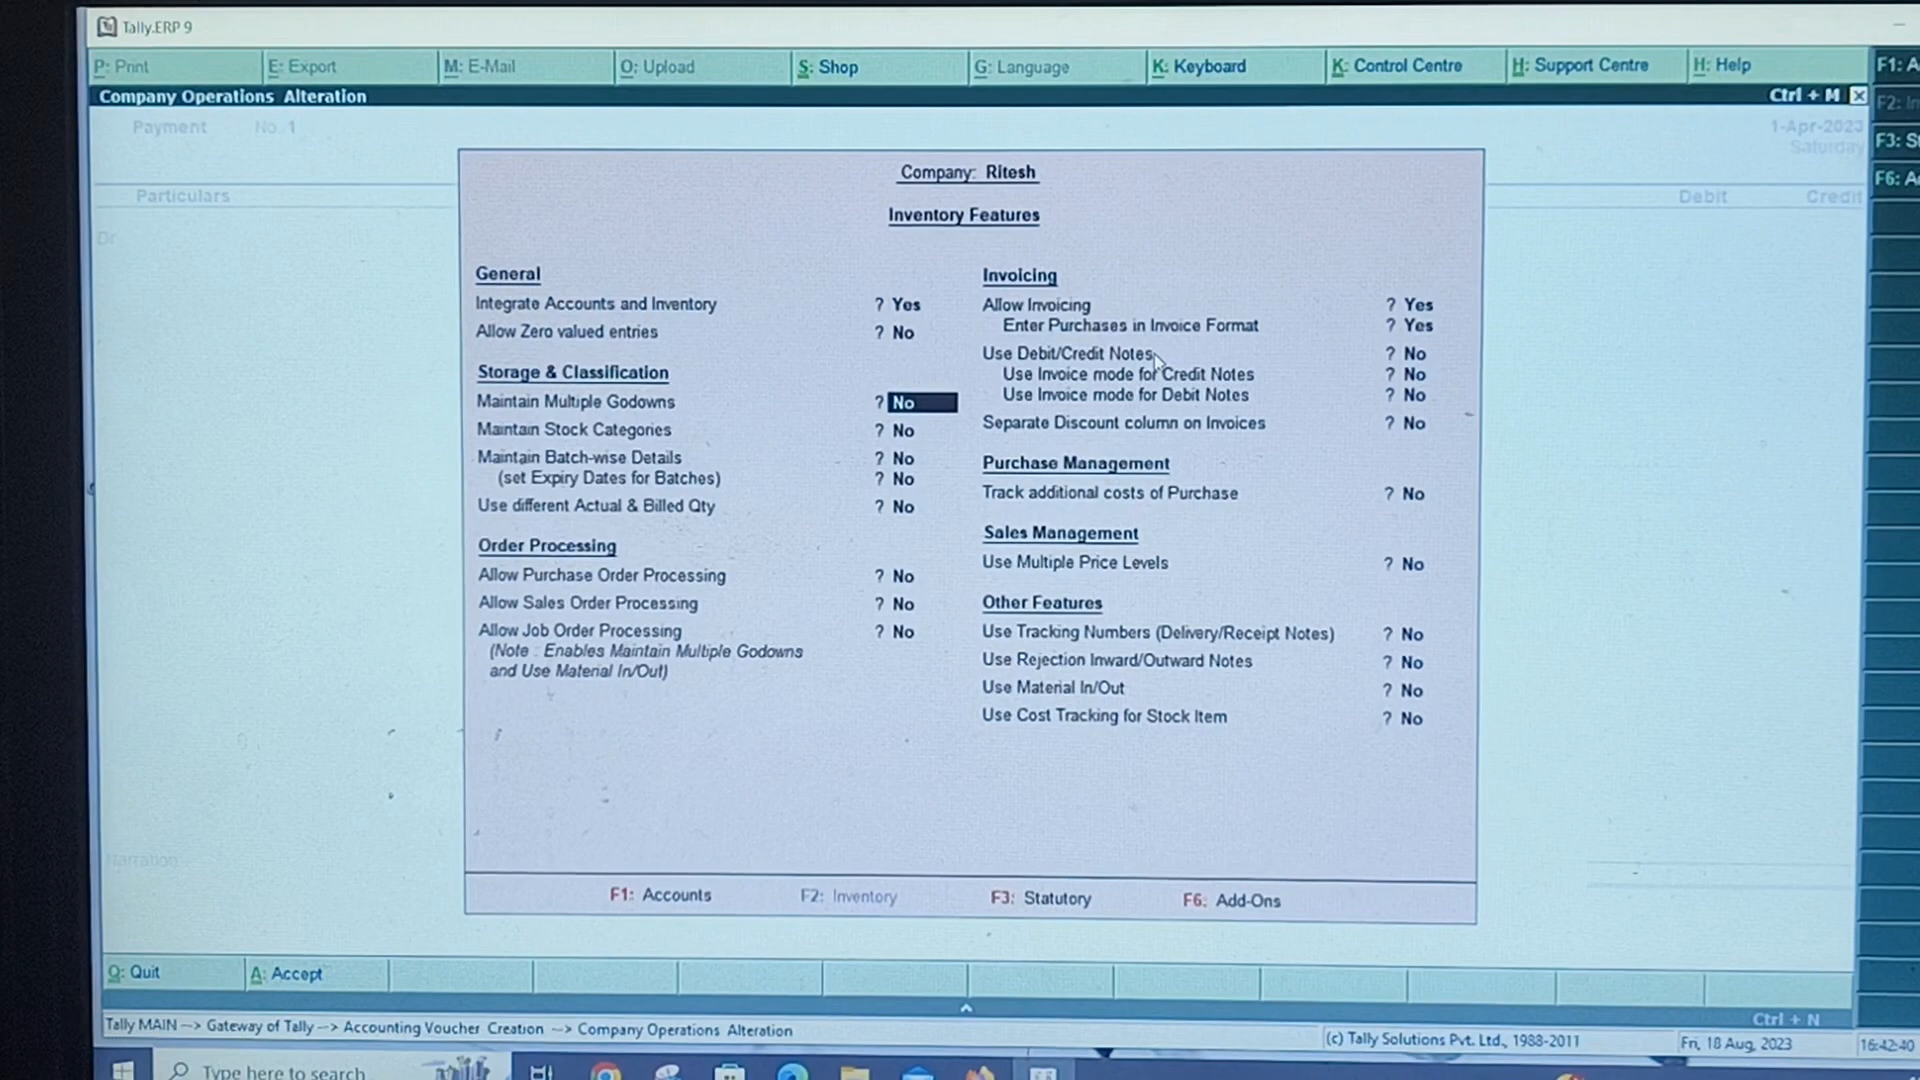 Tally.ERP 9
P: Print E: Export M: E-Mail O: Upload S: Shop G: Language K: Keyboard K: Control Centre H: Support Centre H: Help F1: A
Company Operations Alteration Ctrl + M
F2: In
Payment No. 1 1-Apr-2023
Saturday
F3: S
F6: A
Particulars Debit Credit
Dr
Company: Ritesh
Inventory Features
General
Integrate Accounts and Inventory ? Yes
Allow Zero valued entries ? No
Storage & Classification
Maintain Multiple Godowns ? No
Maintain Stock Categories ? No
Maintain Batch-wise Details ? No
(set Expiry Dates for Batches) ? No
Use different Actual & Billed Qty ? No
Order Processing
Allow Purchase Order Processing ? No
Allow Sales Order Processing ? No
Allow Job Order Processing ? No
(Note : Enables Maintain Multiple Godowns
and Use Material In/Out)
Invoicing
Allow Invoicing ? Yes
Enter Purchases in Invoice Format ? Yes
Use Debit/Credit Notes ? No
Use Invoice mode for Credit Notes ? No
Use Invoice mode for Debit Notes ? No
Separate Discount column on Invoices ? No
Purchase Management
Track additional costs of Purchase ? No
Sales Management
Use Multiple Price Levels ? No
Other Features
Use Tracking Numbers (Delivery/Receipt Notes) ? No
Use Rejection Inward/Outward Notes ? No
Use Material In/Out ? No
Use Cost Tracking for Stock Item ? No
Narration
F1: Accounts F2: Inventory F3: Statutory F6: Add-Ons
Q: Quit A: Accept
Ctrl + N
Tally MAIN --> Gateway of Tally --> Accounting Voucher Creation --> Company Operations Alteration (c) Tally Solutions Pvt. Ltd., 1988-2011 Fri, 18 Aug, 2023 16:42:40
Type here to search